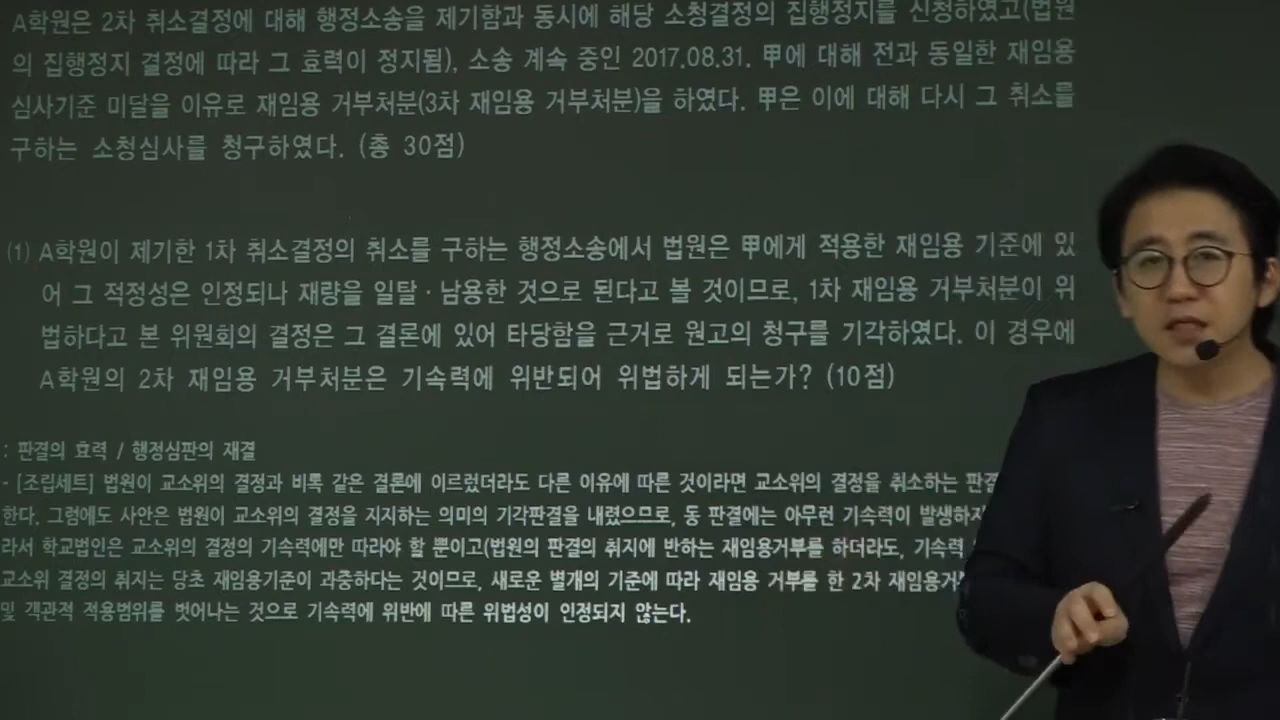 A학원은 2차 취소결정에 대해 행정소송을 제기함과 동시에 해당 소청결정의 집행정지를 신청하였고(법원
의 집행정지 결정에 따라 그 효력이 정지됨), 소송 계속 중인 2017.08.31. 甲에 대해 전과 동일한 재임용
심사기준 미달을 이유로 재임용 거부처분(3차 재임용 거부처분)을 하였다. 甲은 이에 대해 다시 그 취소를
구하는 소청심사를 청구하였다. (총 30점)
(1) A학원이 제기한 1차 취소결정의 취소를 구하는 행정소송에서 법원은 甲에게 적용한 재임용 기준에 있
어 그 적정성은 인정되나 재량을 일탈·남용한 것으로 된다고 볼 것이므로, 1차 재임용 거부처분이 위
법하다고 본 위원회의 결정은 그 결론에 있어 타당함을 근거로 원고의 청구를 기각하였다. 이 경우에
A학원의 2차 재임용 거부처분은 기속력에 위반되어 위법하게 되는가? (10점)
: 판결의 효력 / 행정심판의 재결
- [조립세트] 법원이 교소위의 결정과 비록 같은 결론에 이르렀더라도 다른 이유에 따른 것이라면 교소위의 결정을 취소하는
한다. 그럼에도 사안은 법원이 교소위의 결정을 지지하는 의미의 기각판결을 내렸으므로, 동 판결에는 아무런 기속력이
라서 학교법인은 교소위의 결정의 기속력에만 따라야 할 뿐이고(법원의 판결의 취지에 반하는 재임용거부를 하더라도, 기속력
교소위 결정의 취지는 당초 재임용기준이 과중하다는 것이므로, 새로운 별개의 기준에 따라 재임용 거부를 한 2차
및 객관적 적용범위를 벗어나는 것으로 기속력에 위반에 따른 위법성이 인정되지 않는다.